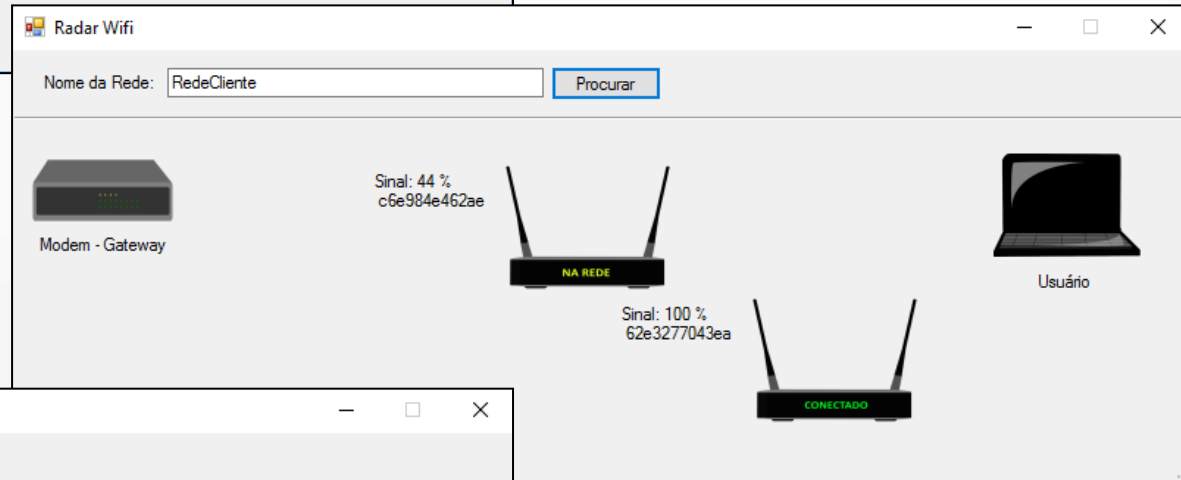 Radar Wifi
Nome da Rede: RedeCliente Procurar
Sinal: 44 %
c6e984e462ae
Modem - Gateway
NA REDE
Usuário
Sinal: 100 %
62e3277043ea
CONECTADO